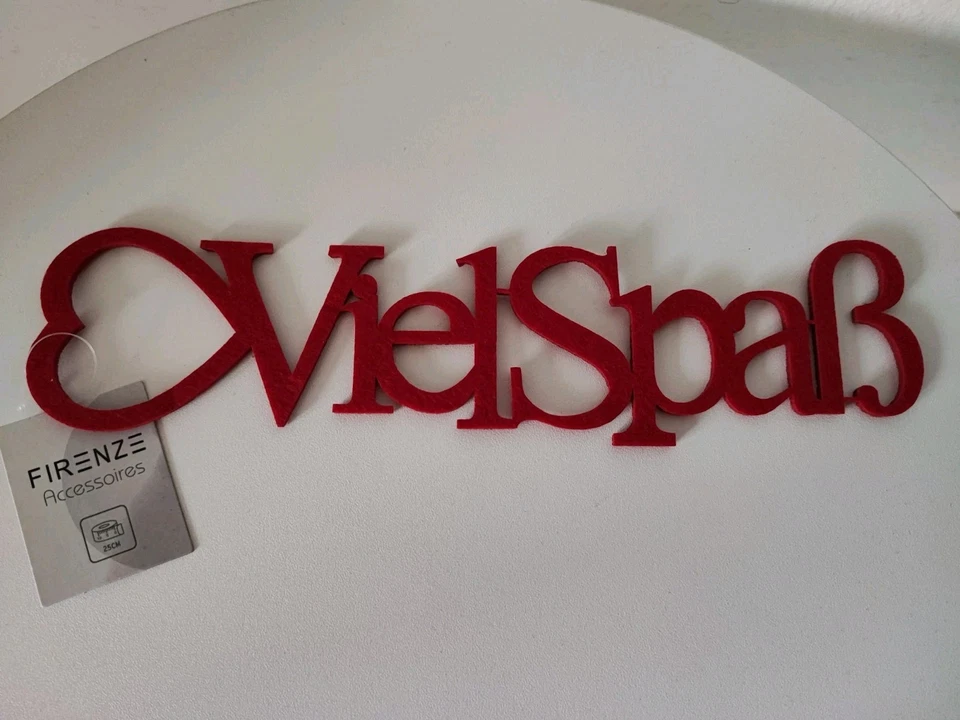 VielSpaß
FIRENZE
Accessoires
25CM